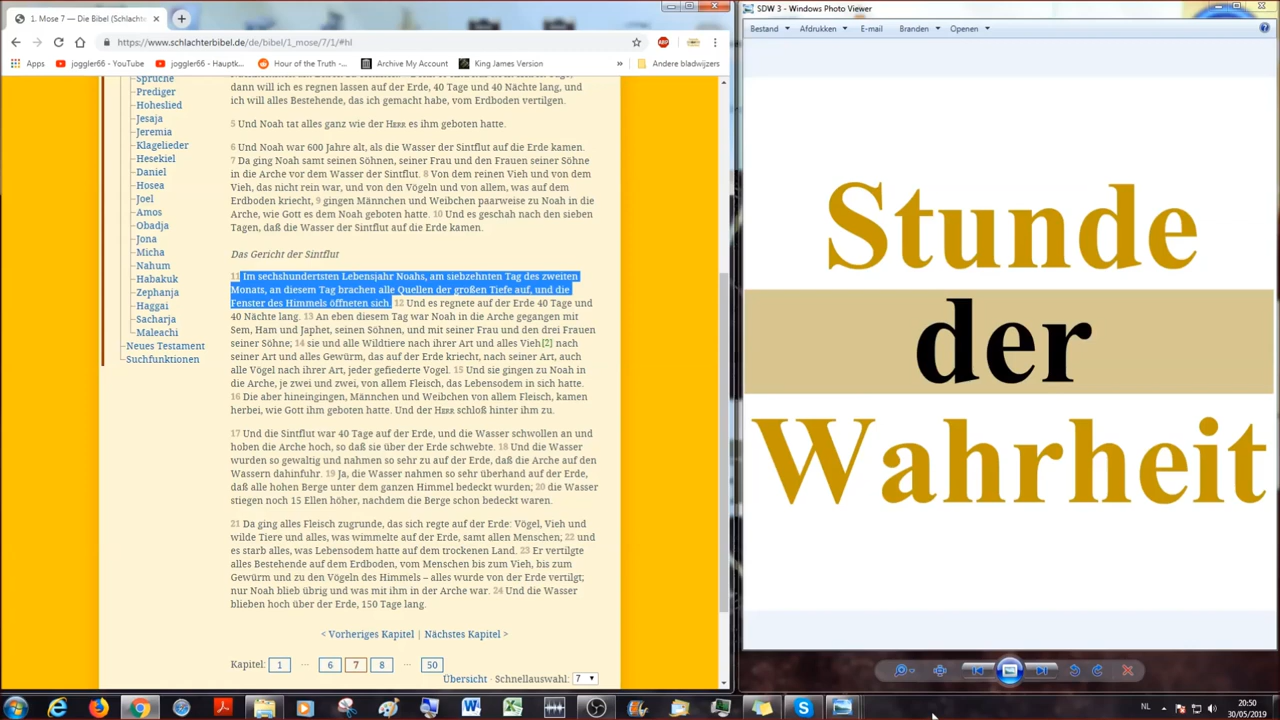 1. Mose 7 — Die Bibel (Schlachter
https://www.schlachterbibel.de/de/bibel/1_mose/7/1/#hl
Apps
joggler66 - YouTube
joggler66 - Hauptk...
Hour of the Truth -...
Archive My Account
King James Version
»
Andere bladwijzers
Sprüche
Prediger
Hoheslied
Jesaja
Jeremia
Klagelieder
Hesekiel
Daniel
Hosea
Joel
Amos
Obadja
Jona
Micha
Nahum
Habakuk
Zephanja
Haggai
Sacharja
Maleachi
Neues Testament
Suchfunktionen
dann will ich es regnen lassen auf der Erde, 40 Tage und 40 Nächte lang, und
ich will alles Bestehende, das ich gemacht habe, vom Erdboden vertilgen.
5 Und Noah tat alles ganz wie der HERR es ihm geboten hatte.
6 Und Noah war 600 Jahre alt, als die Wasser der Sintflut auf die Erde kamen.
7 Da ging Noah samt seinen Söhnen, seiner Frau und den Frauen seiner Söhne
in die Arche vor dem Wasser der Sintflut. 8 Von dem reinen Vieh und von dem
Vieh, das nicht rein war, und von den Vögeln und von allem, was auf dem
Erdboden kriecht, 9 gingen Männchen und Weibchen paarweise zu Noah in die
Arche, wie Gott es dem Noah geboten hatte. 10 Und es geschah nach den sieben
Tagen, daß die Wasser der Sintflut auf die Erde kamen.
Das Gericht der Sintflut
11 Im sechshundertsten Lebensjahr Noahs, am siebzehnten Tag des zweiten
Monats, an diesem Tag brachen alle Quellen der großen Tiefe auf, und die
Fenster des Himmels öffneten sich. 12 Und es regnete auf der Erde 40 Tage und
40 Nächte lang. 13 An eben diesem Tag war Noah in die Arche gegangen mit
Sem, Ham und Japhet, seinen Söhnen, und mit seiner Frau und den drei Frauen
seiner Söhne; 14 sie und alle Wildtiere nach ihrer Art und alles Vieh[2] nach
seiner Art und alles Gewürm, das auf der Erde kriecht, nach seiner Art, auch
alle Vögel nach ihrer Art, jeder gefiederte Vogel. 15 Und sie gingen zu Noah in
die Arche, je zwei und zwei, von allem Fleisch, das Lebensodem in sich hatte.
16 Die aber hineingingen, Männchen und Weibchen von allem Fleisch, kamen
herbei, wie Gott ihm geboten hatte. Und der HERR schloß hinter ihm zu.
17 Und die Sintflut war 40 Tage auf der Erde, und die Wasser schwollen an und
hoben die Arche hoch, so daß sie über der Erde schwebte. 18 Und die Wasser
wurden so gewaltig und nahmen so sehr zu auf der Erde, daß die Arche auf den
Wassern dahinfuhr. 19 Ja, die Wasser nahmen so sehr überhand auf der Erde,
daß alle hohen Berge unter dem ganzen Himmel bedeckt wurden; 20 die Wasser
stiegen noch 15 Ellen höher, nachdem die Berge schon bedeckt waren.
21 Da ging alles Fleisch zugrunde, das sich regte auf der Erde: Vögel, Vieh und
wilde Tiere und alles, was wimmelte auf der Erde, samt allen Menschen; 22 und
es starb alles, was Lebensodem hatte auf dem trockenen Land. 23 Er vertilgte
alles Bestehende auf dem Erdboden, vom Menschen bis zum Vieh, bis zum
Gewürm und zu den Vögeln des Himmels – alles wurde von der Erde vertilgt;
nur Noah blieb übrig und was mit ihm in der Arche war. 24 Und die Wasser
blieben hoch über der Erde, 150 Tage lang.
< Vorheriges Kapitel | Nächstes Kapitel >
Kapitel: 1 ... 6 7 8 ... 50
Übersicht · Schnellauswahl: 7
SDW 3 - Windows Photo Viewer
Bestand Afdrukken E-mail Branden Openen
Stunde
der
Wahrheit
NL
20:50
30/05/2019